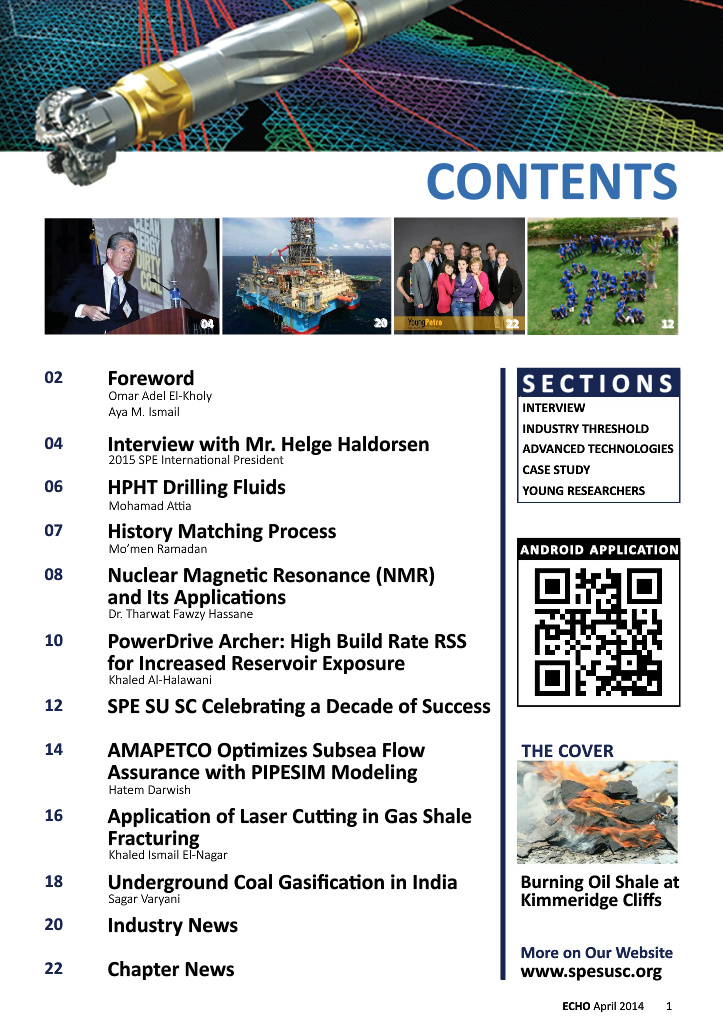 CONTENTS
04
20
YoungPetro
22
12
02
Foreword
Omar Adel El-Kholy
Aya M. Ismail
04
Interview with Mr. Helge Haldorsen
2015 SPE International President
06
HPHT Drilling Fluids
Mohamad Attia
07
History Matching Process
Mo’men Ramadan
08
Nuclear Magnetic Resonance (NMR)
and Its Applications
Dr. Tharwat Fawzy Hassane
10
PowerDrive Archer: High Build Rate RSS
for Increased Reservoir Exposure
Khaled Al-Halawani
12
SPE SU SC Celebrating a Decade of Success
14
AMAPETCO Optimizes Subsea Flow
Assurance with PIPESIM Modeling
Hatem Darwish
16
Application of Laser Cutting in Gas Shale
Fracturing
Khaled Ismail El-Nagar
18
Underground Coal Gasification in India
Sagar Varyani
20
Industry News
22
Chapter News
SECTIONS
INTERVIEW
INDUSTRY THRESHOLD
ADVANCED TECHNOLOGIES
CASE STUDY
YOUNG RESEARCHERS
ANDROID APPLICATION
THE COVER
Burning Oil Shale at
Kimmeridge Cliffs
More on Our Website
www.spesusc.org
ECHO April 2014 1